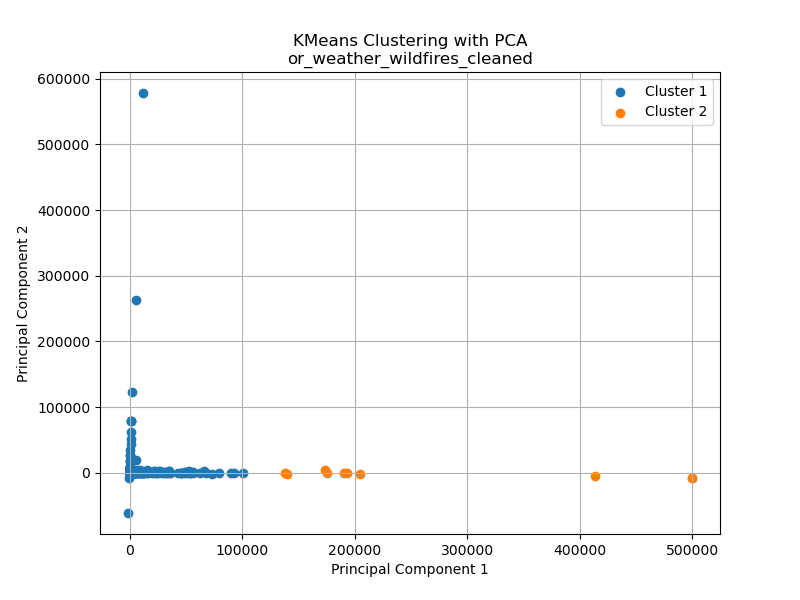 KMeans Clustering with PCA
or_weather_wildfires_cleaned
Cluster 1
Cluster 2
600000
500000
400000
300000
200000
100000
0
Principal Component 2
0
100000
200000
300000
400000
500000
Principal Component 1